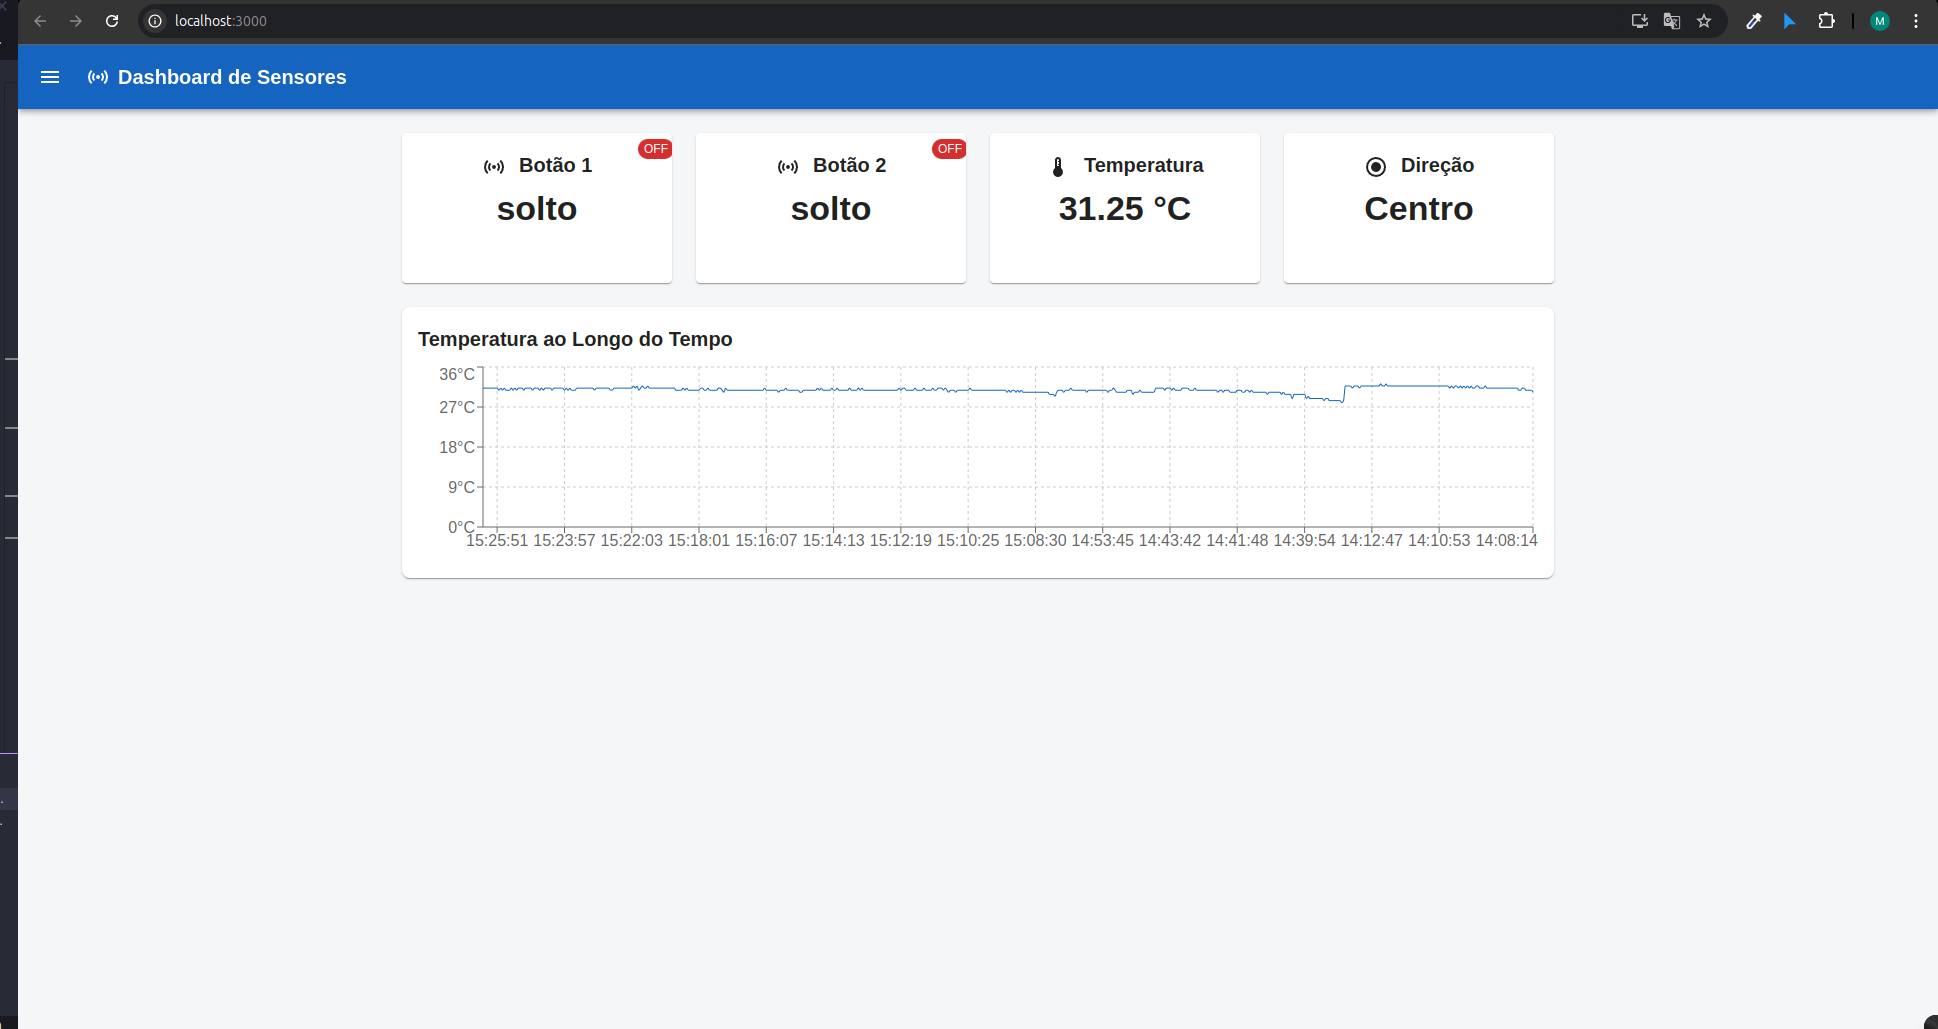 localhost:3000
M
Dashboard de Sensores
Botão 1
OFF
solto
Botão 2
OFF
solto
Temperatura
31.25 °C
Direção
Centro
Temperatura ao Longo do Tempo
36°C
27°C
18°C
9°C
0°C
15:25:51 15:23:57 15:22:03 15:18:01 15:16:07 15:14:13 15:12:19 15:10:25 15:08:30 14:53:45 14:43:42 14:41:48 14:39:54 14:12:47 14:10:53 14:08:14